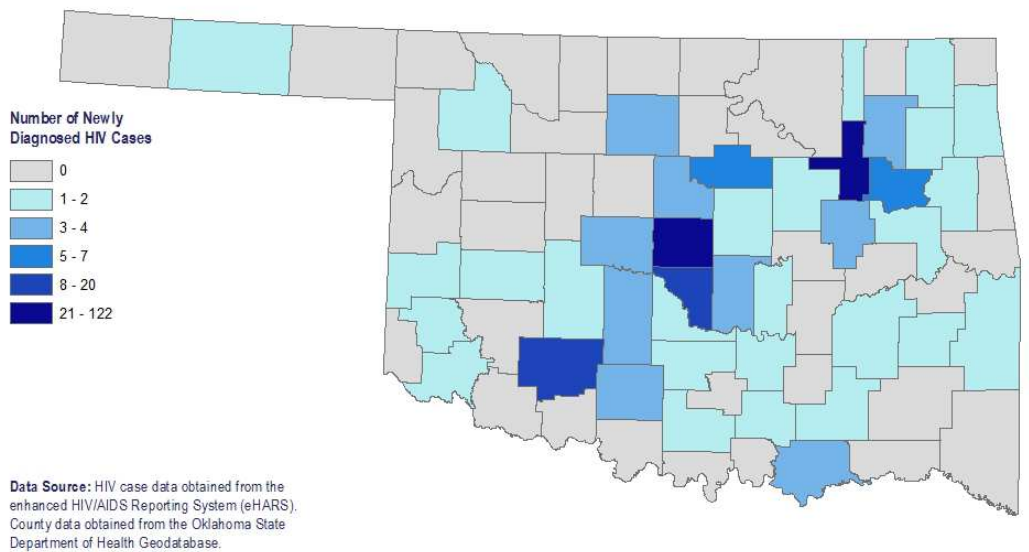 Number of Newly
Diagnosed HIV Cases
0
1 - 2
3 - 4
5 - 7
8 - 20
21 - 122
Data Source: HIV case data obtained from the
enhanced HIV/AIDS Reporting System (eHARS).
County data obtained from the Oklahoma State
Department of Health Geodatabase.